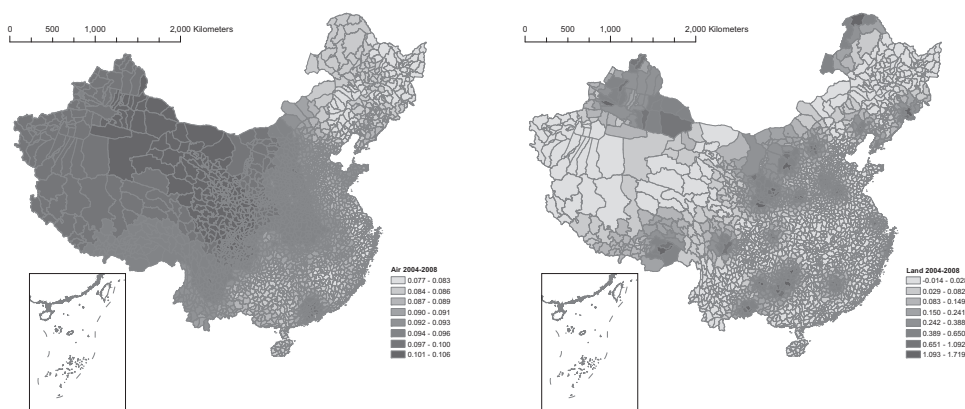 0 500 1,000 2,000 Kilometers
Air 2004-2008
0.077 - 0.083
0.084 - 0.086
0.087 - 0.089
0.090 - 0.091
0.092 - 0.093
0.094 - 0.096
0.097 - 0.100
0.101 - 0.106
0 500 1,000 2,000 Kilometers
Land 2004-2008
-0.014 - 0.028
0.029 - 0.082
0.083 - 0.149
0.150 - 0.241
0.242 - 0.388
0.389 - 0.650
0.651 - 1.092
1.093 - 1.719